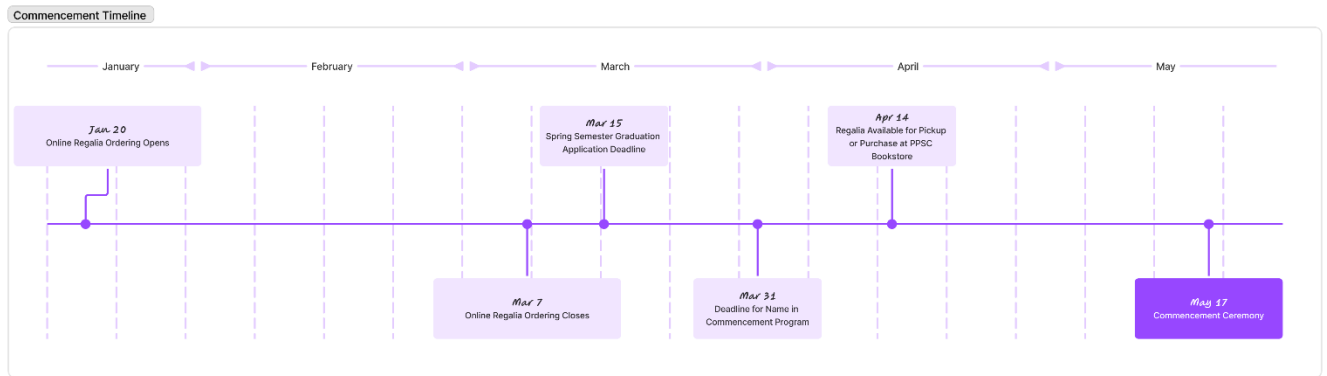 Commencement Timeline
January
February
March
April
May
Jan 20
Online Regalia Ordering Opens
Mar 15
Spring Semester Graduation
Application Deadline
Apr 14
Regalia Available for Pickup
or Purchase at PPSC
Bookstore
Mar 7
Online Regalia Ordering Closes
Mar 31
Deadline for Name in
Commencement Program
May 17
Commencement Ceremony